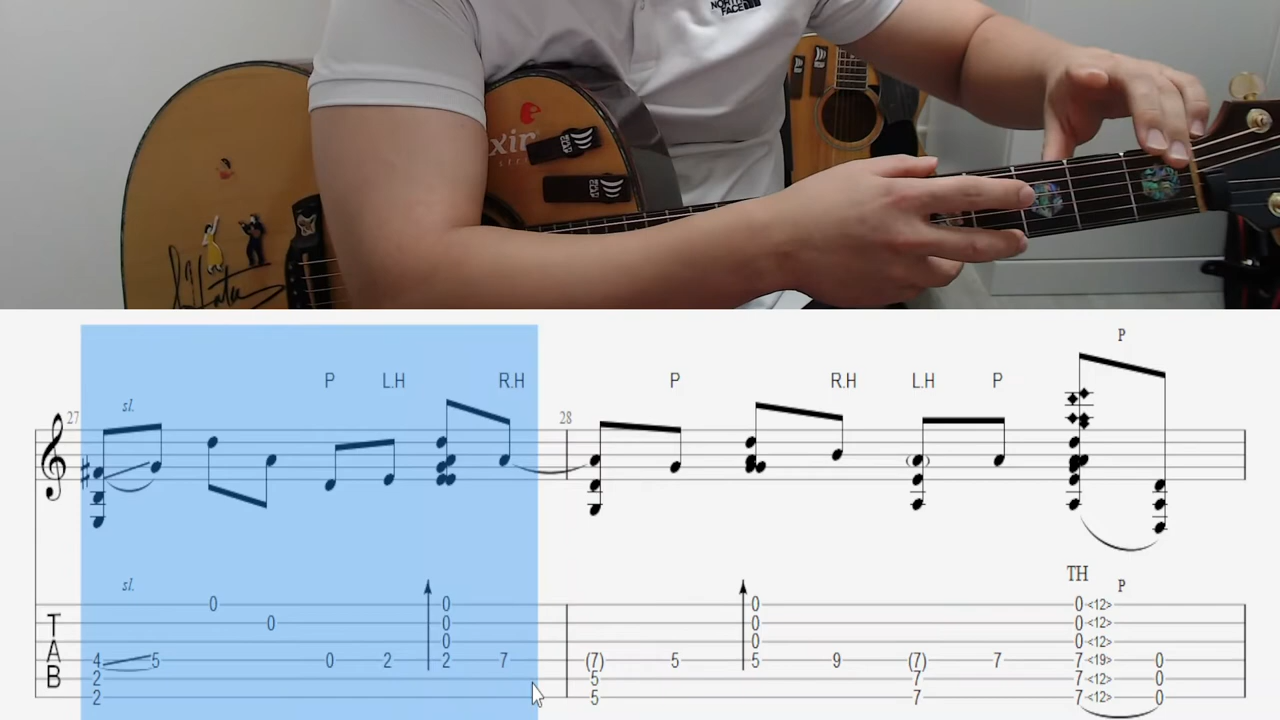 NORTH
FACE
xir
P L.H R.H P R.H L.H P P
sl.
27 28
sl. TH P
0 0 0 0 <12>
0 0 0 0 <12>
0 0 0 <12>
T
A
B
4 5 0 2 2 7 (7) 5 5 9 (7) 7 7 <19> 0
2 5 7 7 <12> 0
2 5 7 7 <12> 0